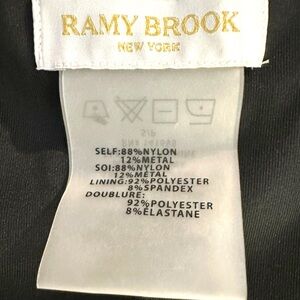 RAMY BROOK
NEW YORK
SELF:88%NYLON
12%METAL
SOI:88%NYLON
12%METAL
LINING:92%POLYESTER
8%SPANDEX
DOUBLURE:
92%POLYESTER
8%ELASTANE